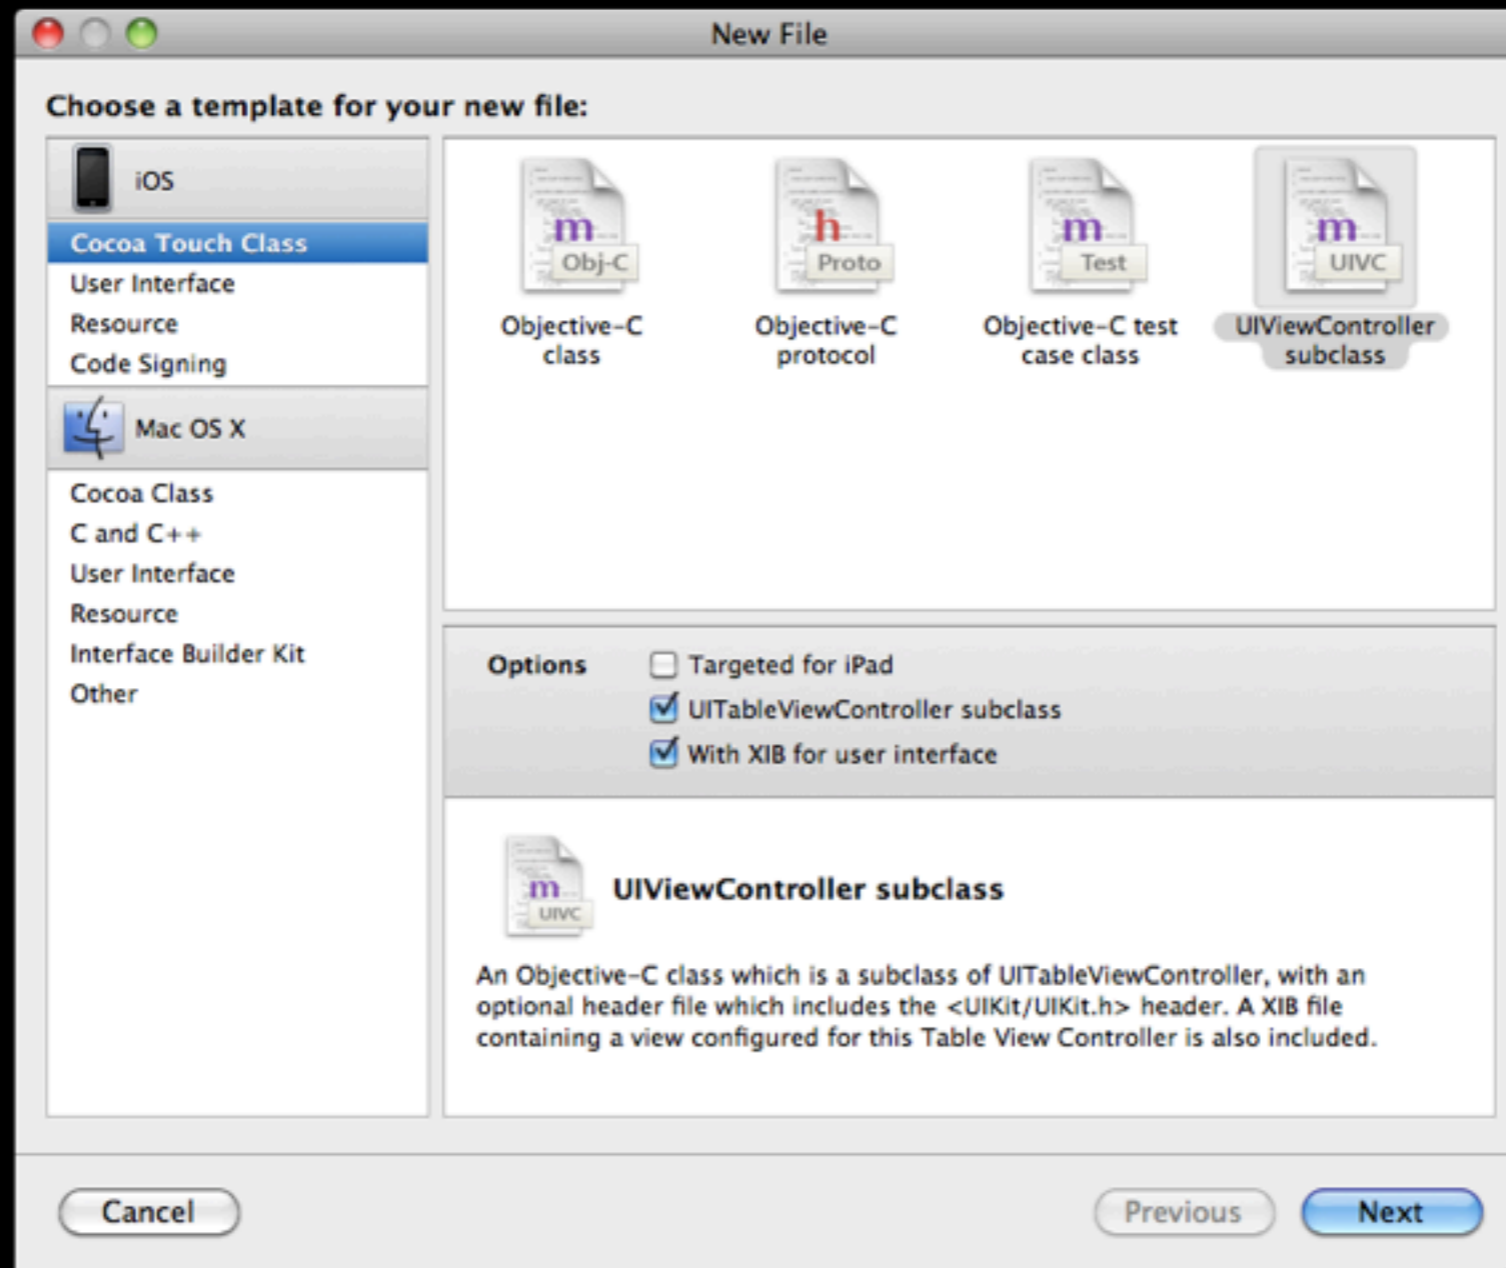 New File
Choose a template for your new file:
iOS
Cocoa Touch Class
User Interface
Resource
Code Signing
Mac OS X
Cocoa Class
C and C++
User Interface
Resource
Interface Builder Kit
Other
m
Obj-C
Objective-C
class
h
Proto
Objective-C
protocol
m
Test
Objective-C test
case class
m
UIVC
UIViewController
subclass
Options
Targeted for iPad
UITableViewController subclass
With XIB for user interface
m
UIVC
UIViewController subclass
An Objective-C class which is a subclass of UITableViewController, with an
optional header file which includes the <UIKit/UIKit.h> header. A XIB file
containing a view configured for this Table View Controller is also included.
Cancel
Previous
Next